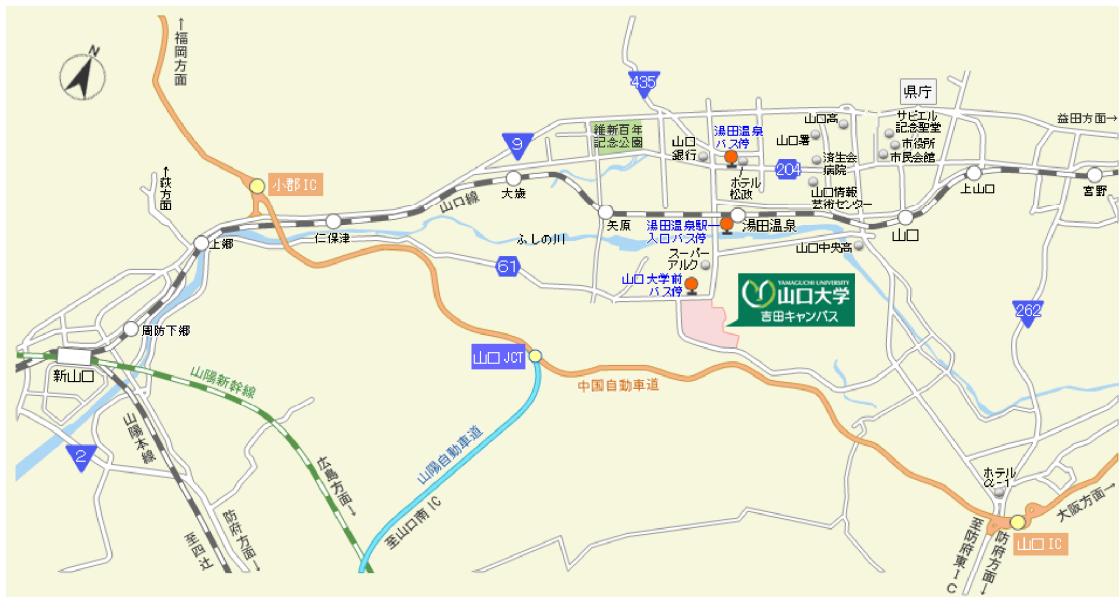 N
←福岡方面
435
県庁
9
維新百年
記念公園
山口
銀行
湯田温泉
バス停
山口高
山口署
サビエル
記念聖堂
市役所
市民会館
益田方面→
済生会
病院
204
ホテル
松政
山口情報
芸術センター
上山口
宮野
←萩方面
小郡IC
山口線
大歳
矢原
湯田温泉駅
入口バス停
湯田温泉
山口
上郷
仁保津
ふしの川
山口中央高
61
スーパー
アルク
山口大学前
バス停
YAMAGUCHI UNIVERSITY
山口大学
吉田キャンパス
262
周防下郷
新山口
山陽新幹線
山口JCT
中国自動車道
2
山陽本線
至四辻
防府方面→
広島方面→
山陽自動車道
至山口南IC
ホテル
α-1
大阪方面→
山口IC
至防府東IC
防府方面→